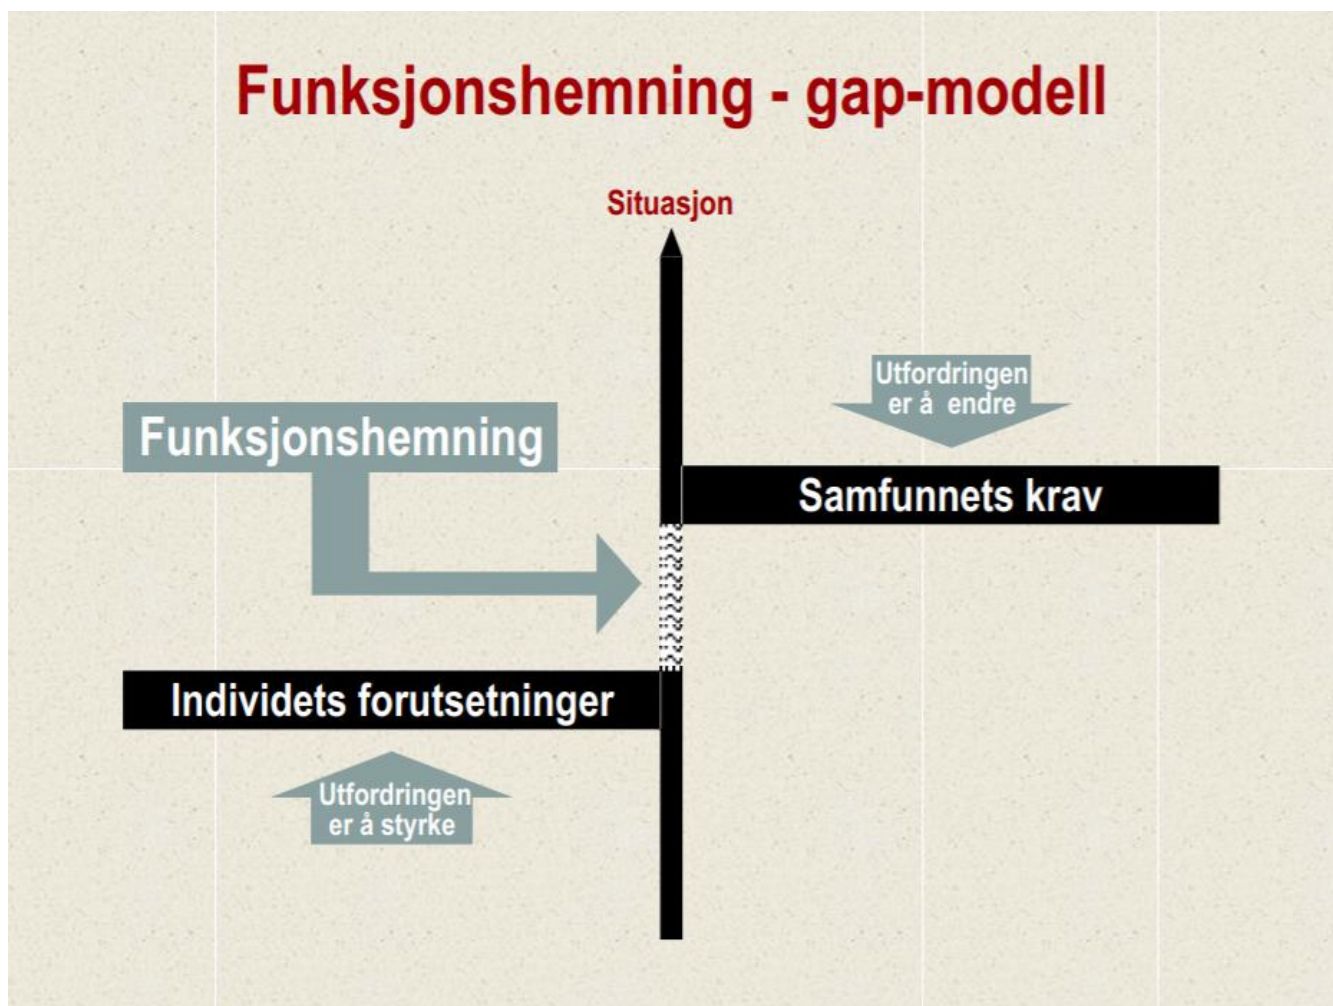 Funksjonshemning - gap-modell
Situasjon
Utfordringen
er å endre
Funksjonshemning
Samfunnets krav
Individets forutsetninger
Utfordringen
er å styrke